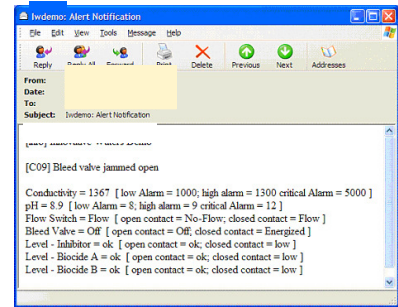 Iwdemo: Alert Notification
File Edit View Tools Message Help
Reply Reply All Forward Print Delete Previous Next Addresses
From:
Date:
To:
Subject: Iwdemo: Alert Notification
[C09] Bleed valve jammed open
Conductivity = 1367 [ low Alarm = 1000; high alarm = 1300 critical Alarm = 5000 ]
pH = 8.9 [ low Alarm = 8; high alarm = 9 critical Alarm = 12 ]
Flow Switch = Flow [ open contact = No-Flow; closed contact = Flow ]
Bleed Valve = Off [ open contact = Off; closed contact = Energized ]
Level - Inhibitor = ok [ open contact = ok; closed contact = low ]
Level - Biocide A = ok [ open contact = ok; closed contact = low ]
Level - Biocide B = ok [ open contact = ok; closed contact = low ]